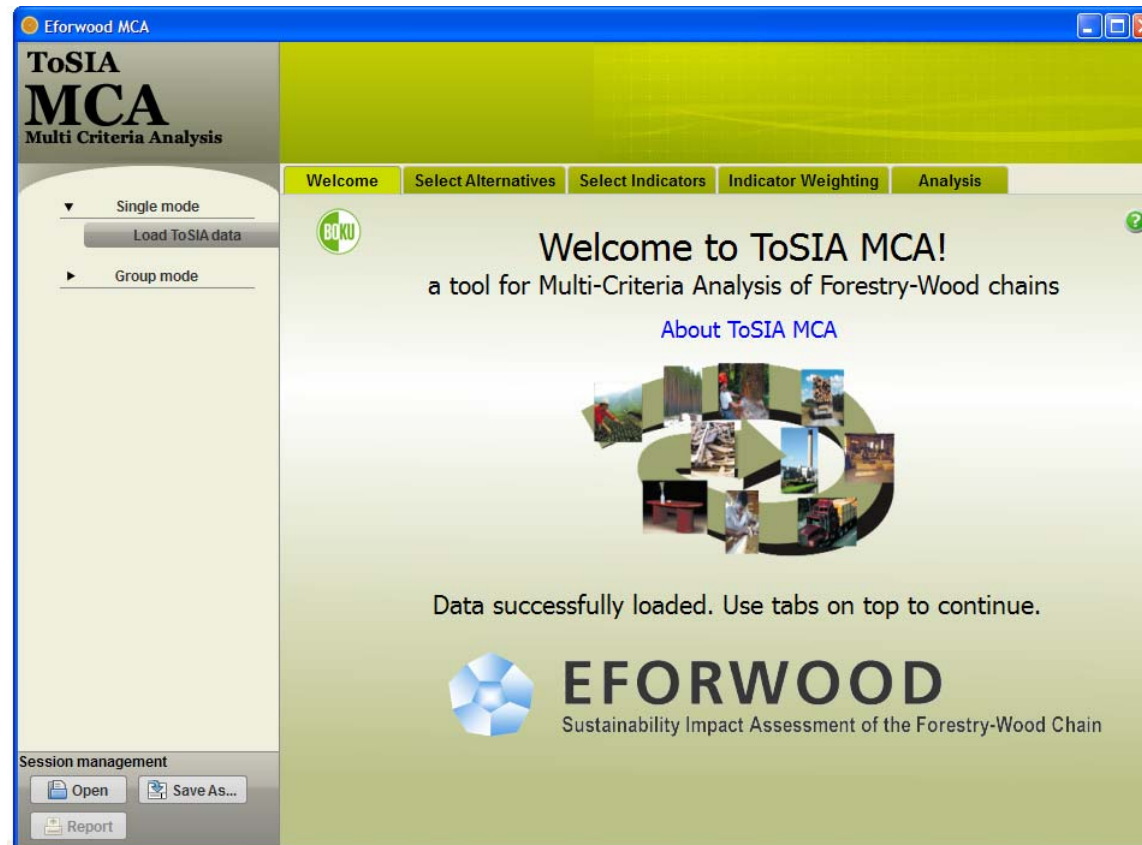 Eforwood MCA
ToSIA
MCA
Multi Criteria Analysis
Welcome
Select Alternatives
Select Indicators
Indicator Weighting
Analysis
Single mode
Load ToSIA data
Group mode
BOKU
?
Welcome to ToSIA MCA!
a tool for Multi-Criteria Analysis of Forestry-Wood chains
About ToSIA MCA
Data successfully loaded. Use tabs on top to continue.
EFORWOOD
Sustainability Impact Assessment of the Forestry-Wood Chain
Session management
Open
Save As...
Report